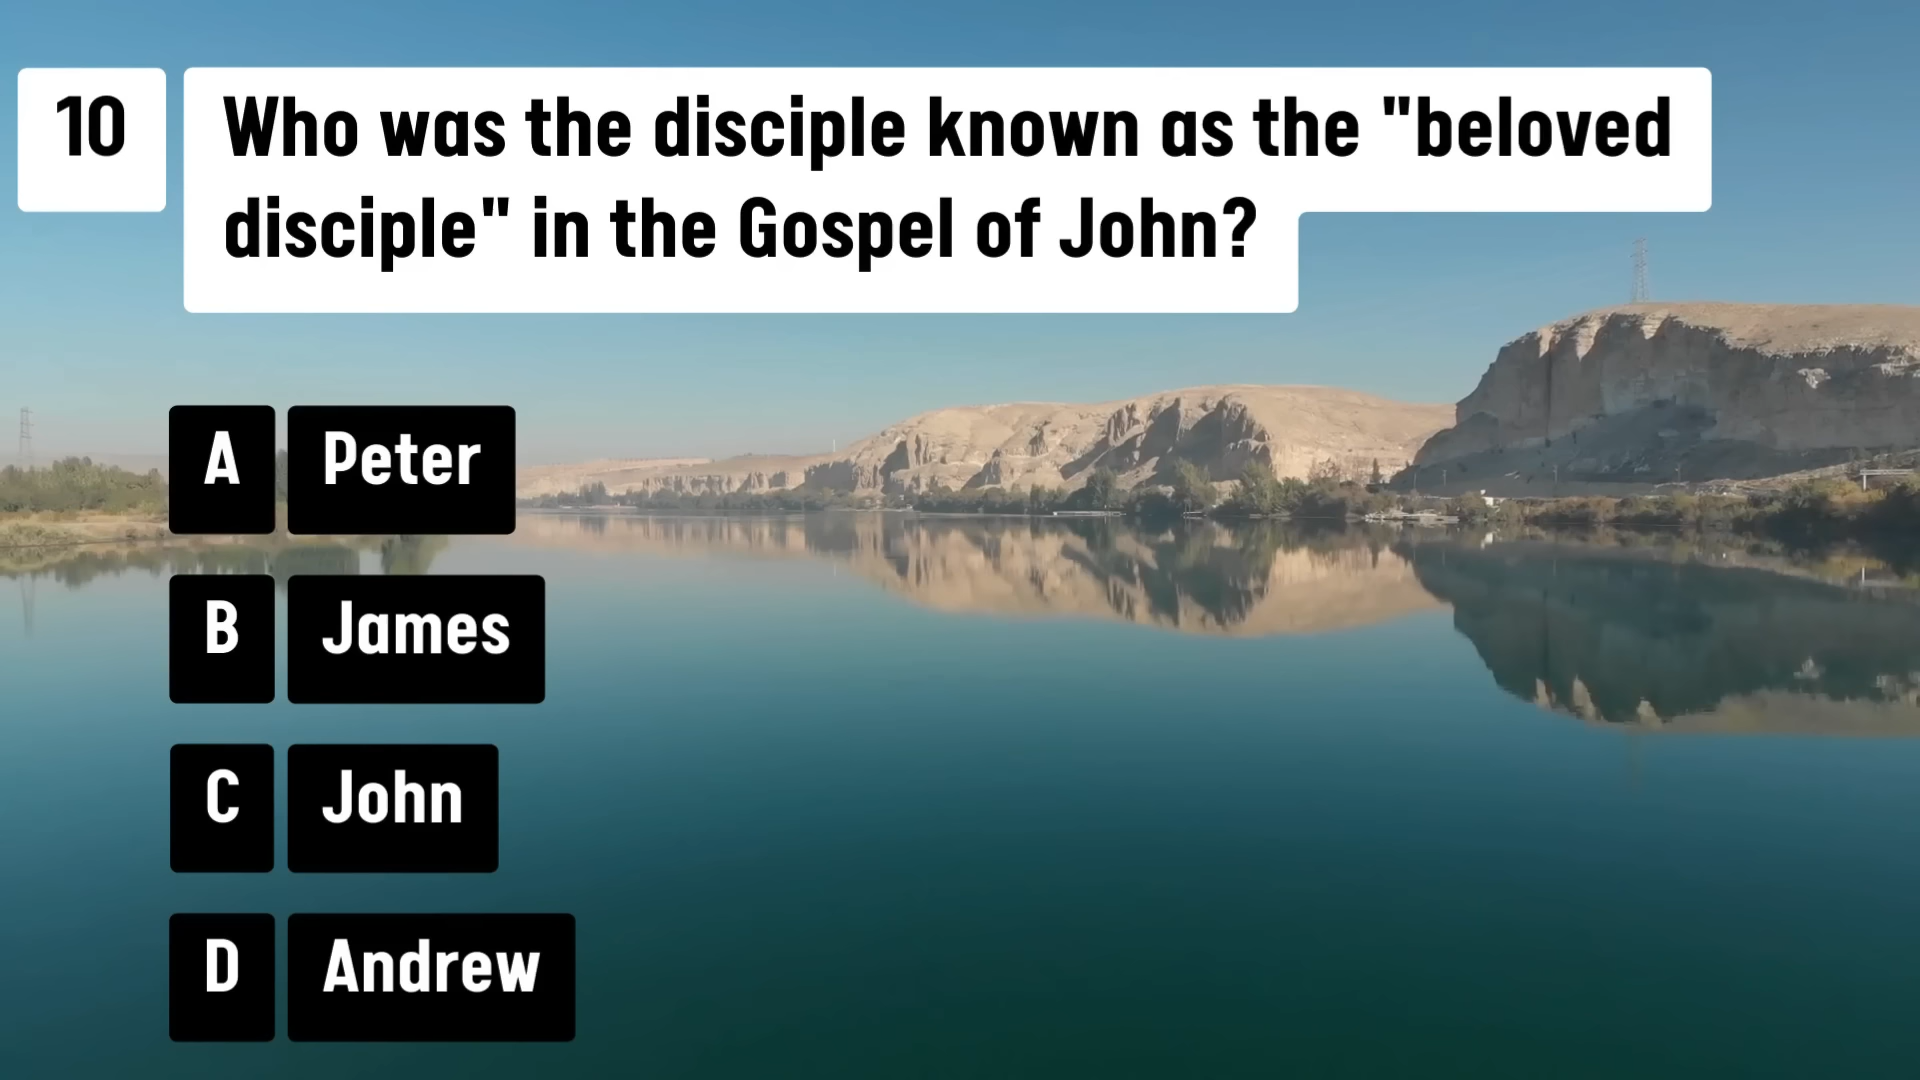 10
Who was the disciple known as the "beloved
disciple" in the Gospel of John?
A Peter
B James
C John
D Andrew